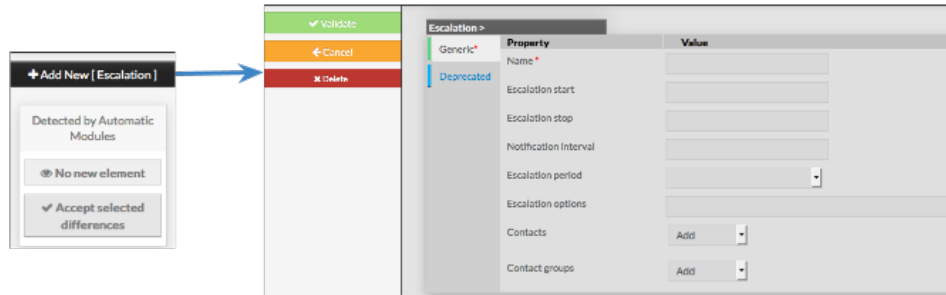 +Add New [ Escalation ]
Detected by Automatic
Modules
No new element
Accept selected
differences
Validate
Cancel
Delete
Escalation >
Generic*
Deprecated
Property Value
Name *
Escalation start
Escalation stop
Notification interval
Escalation period
Escalation options
Contacts Add
Contact groups Add